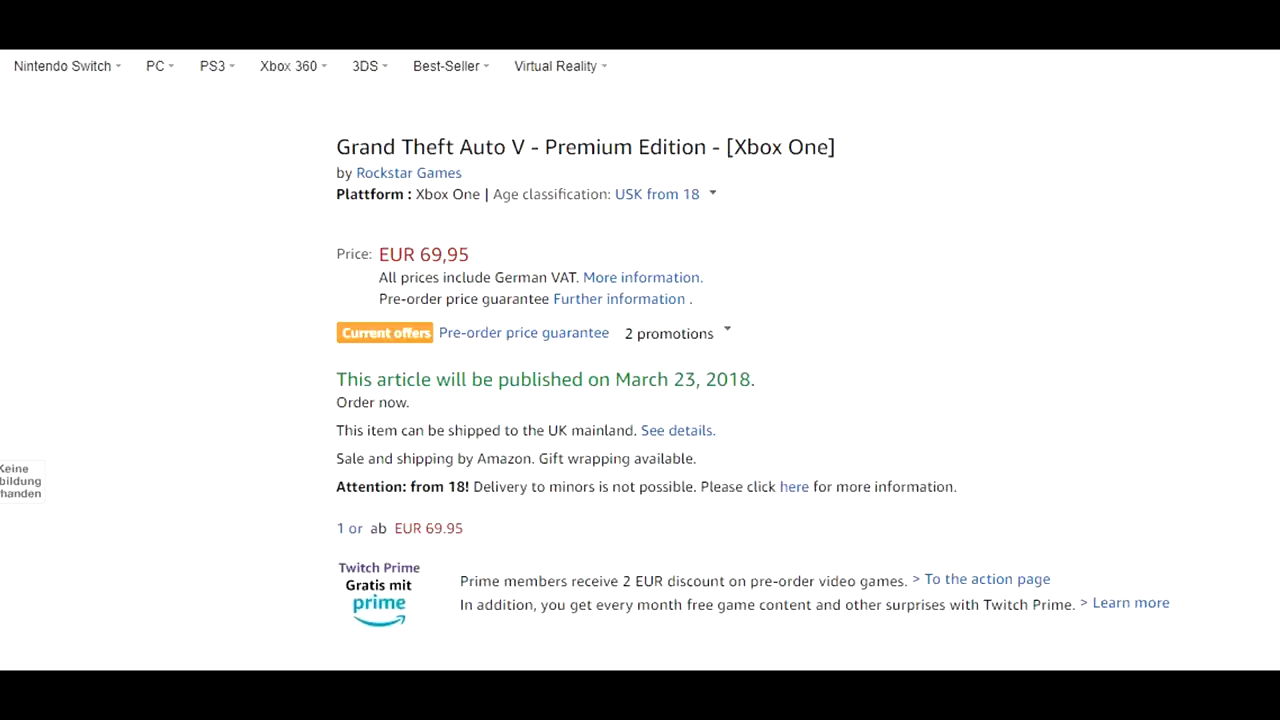 Nintendo Switch PC PS3 Xbox 360 3DS Best-Seller Virtual Reality
Grand Theft Auto V - Premium Edition - [Xbox One]
by Rockstar Games
Plattform : Xbox One | Age classification: USK from 18
Price: EUR 69,95
All prices include German VAT. More information.
Pre-order price guarantee Further information .
Current offers Pre-order price guarantee 2 promotions
This article will be published on March 23, 2018.
Order now.
This item can be shipped to the UK mainland. See details.
Sale and shipping by Amazon. Gift wrapping available.
Keine
bildung
handen
Attention: from 18! Delivery to minors is not possible. Please click here for more information.
1 or ab EUR 69.95
Twitch Prime
Gratis mit
prime
Prime members receive 2 EUR discount on pre-order video games. > To the action page
In addition, you get every month free game content and other surprises with Twitch Prime. > Learn more